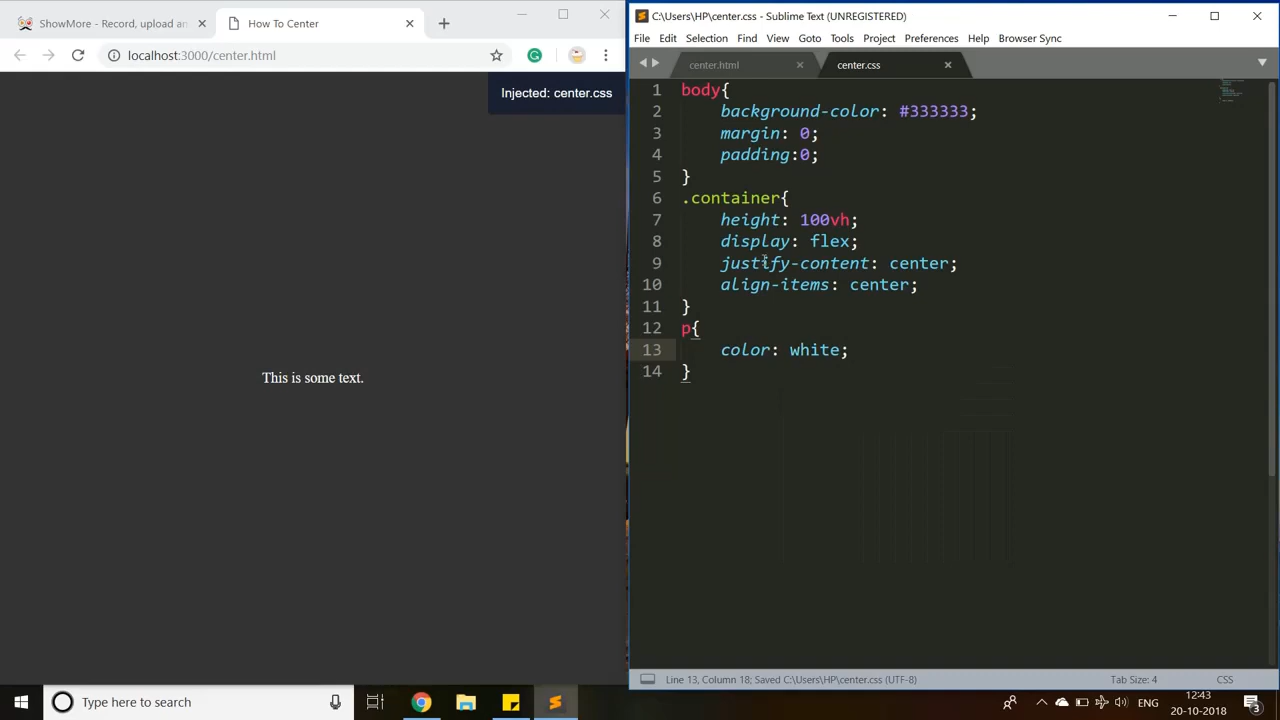 ShowMore - Record, upload an
How To Center
localhost:3000/center.html
Injected: center.css
This is some text.
C:\Users\HP\center.css - Sublime Text (UNREGISTERED)
File Edit Selection Find View Goto Tools Project Preferences Help Browser Sync
center.html
center.css
1 body{
2 background-color: #333333;
3 margin: 0;
4 padding:0;
5 }
6 .container{
7 height: 100vh;
8 display: flex;
9 justify-content: center;
10 align-items: center;
11 }
12 p{
13 color: white;
14 }
Line 13, Column 18; Saved C:\Users\HP\center.css (UTF-8)
Tab Size: 4
CSS
Type here to search
ENG
12:43
20-10-2018
3